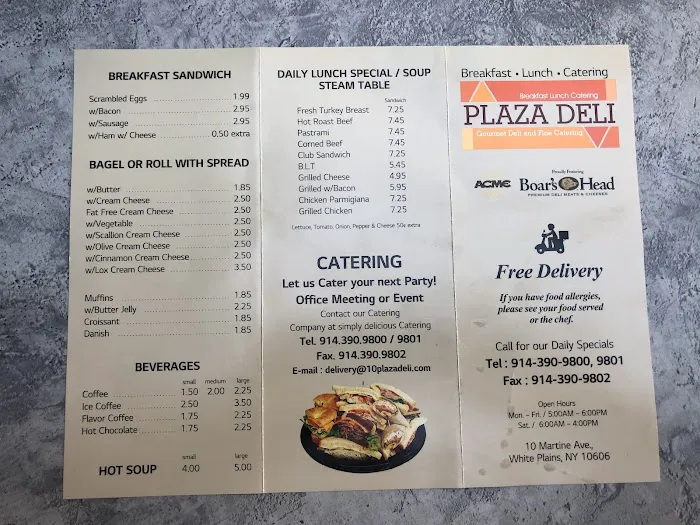 BREAKFAST SANDWICH
Scrambled Eggs 1.99
w/Bacon 2.95
w/Sausage 2.95
w/Ham w/ Cheese 0.50 extra
BAGEL OR ROLL WITH SPREAD
w/Butter 1.85
w/Cream Cheese 2.50
Fat Free Cream Cheese 2.50
w/Vegetable 2.50
w/Scallion Cream Cheese 2.50
w/Olive Cream Cheese 2.50
w/Cinnamon Cream Cheese 2.50
w/Lox Cream Cheese 3.50
Muffins 1.85
w/Butter Jelly 2.25
Croissant 1.85
Danish 1.85
BEVERAGES
small medium large
Coffee 1.50 2.00 2.25
Ice Coffee 2.50 3.50
Flavor Coffee 1.75 2.25
Hot Chocolate 1.75 2.25
small large
HOT SOUP 4.00 5.00
DAILY LUNCH SPECIAL / SOUP
STEAM TABLE
Sandwich
Fresh Turkey Breast 7.25
Hot Roast Beef 7.45
Pastrami 7.45
Corned Beef 7.45
Club Sandwich 7.25
B.L.T 5.45
Grilled Cheese 4.95
Grilled w/Bacon 5.95
Chicken Parmigiana 7.25
Grilled Chicken 7.25
Lettuce, Tomato, Onion, Pepper & Cheese 50¢ extra
CATERING
Let us Cater your next Party!
Office Meeting or Event
Contact our Catering
Company at simply delicious Catering
Tel. 914.390.9800 / 9801
Fax. 914.390.9802
E-mail : delivery@10plazadeli.com
Breakfast • Lunch • Catering
Breakfast Lunch Catering
PLAZA DELI
Gourmet Deli and Fine Catering
Proudly Featuring
ACME Boar's Head
PREMIUM DELI MEATS & CHEESES
Free Delivery
If you have food allergies,
please see your food served
or the chef.
Call for our Daily Specials
Tel : 914-390-9800, 9801
Fax : 914-390-9802
Open Hours
Mon. - Fri. / 5:00AM - 6:00PM
Sat. / 6:00AM - 4:00PM
10 Martine Ave.,
White Plains, NY 10606